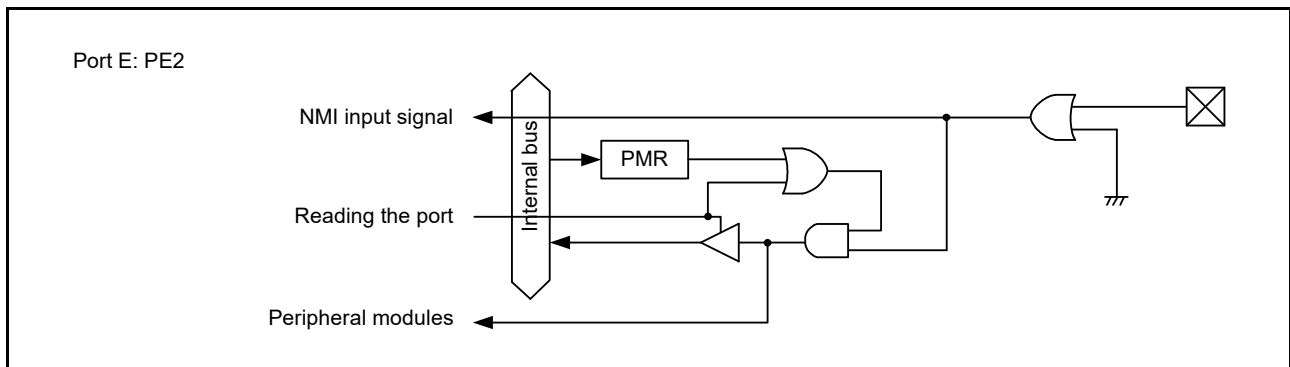 Port E: PE2
NMI input signal
Internal bus
PMR
Reading the port
Peripheral modules